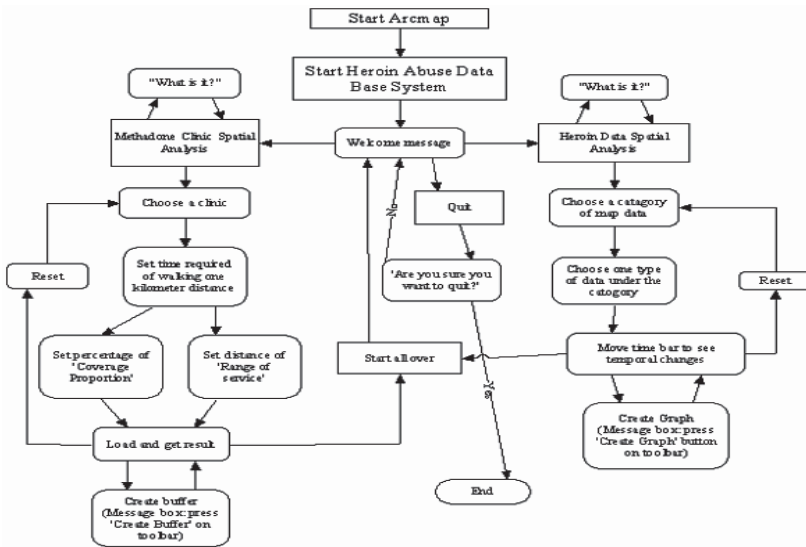 Start Arcmap
Start Heroin Abuse Data
Base System
"What is it?"
"What is it?"
Methadone Clinic Spatial
Analysis
Welcome message
Heroin Data Spatial
Analysis
Choose a clinic
No
Quit
Choose a catagory
of map data
Reset
Set time required
of walking one
kilometer distance
'Are you sure you
want to quit?'
Choose one type
of data under the
catogory
Reset
Set percentage of
'Coverage
Proportion'
Set distance of
'Range of
service'
Start all over
Move time bar to see
temporal changes
Yes
Load and get result
Create Graph
(Message box: press
'Create Graph' button
on toolbar)
Create buffer
(Message box: press
'Create Buffer' on
toolbar)
End